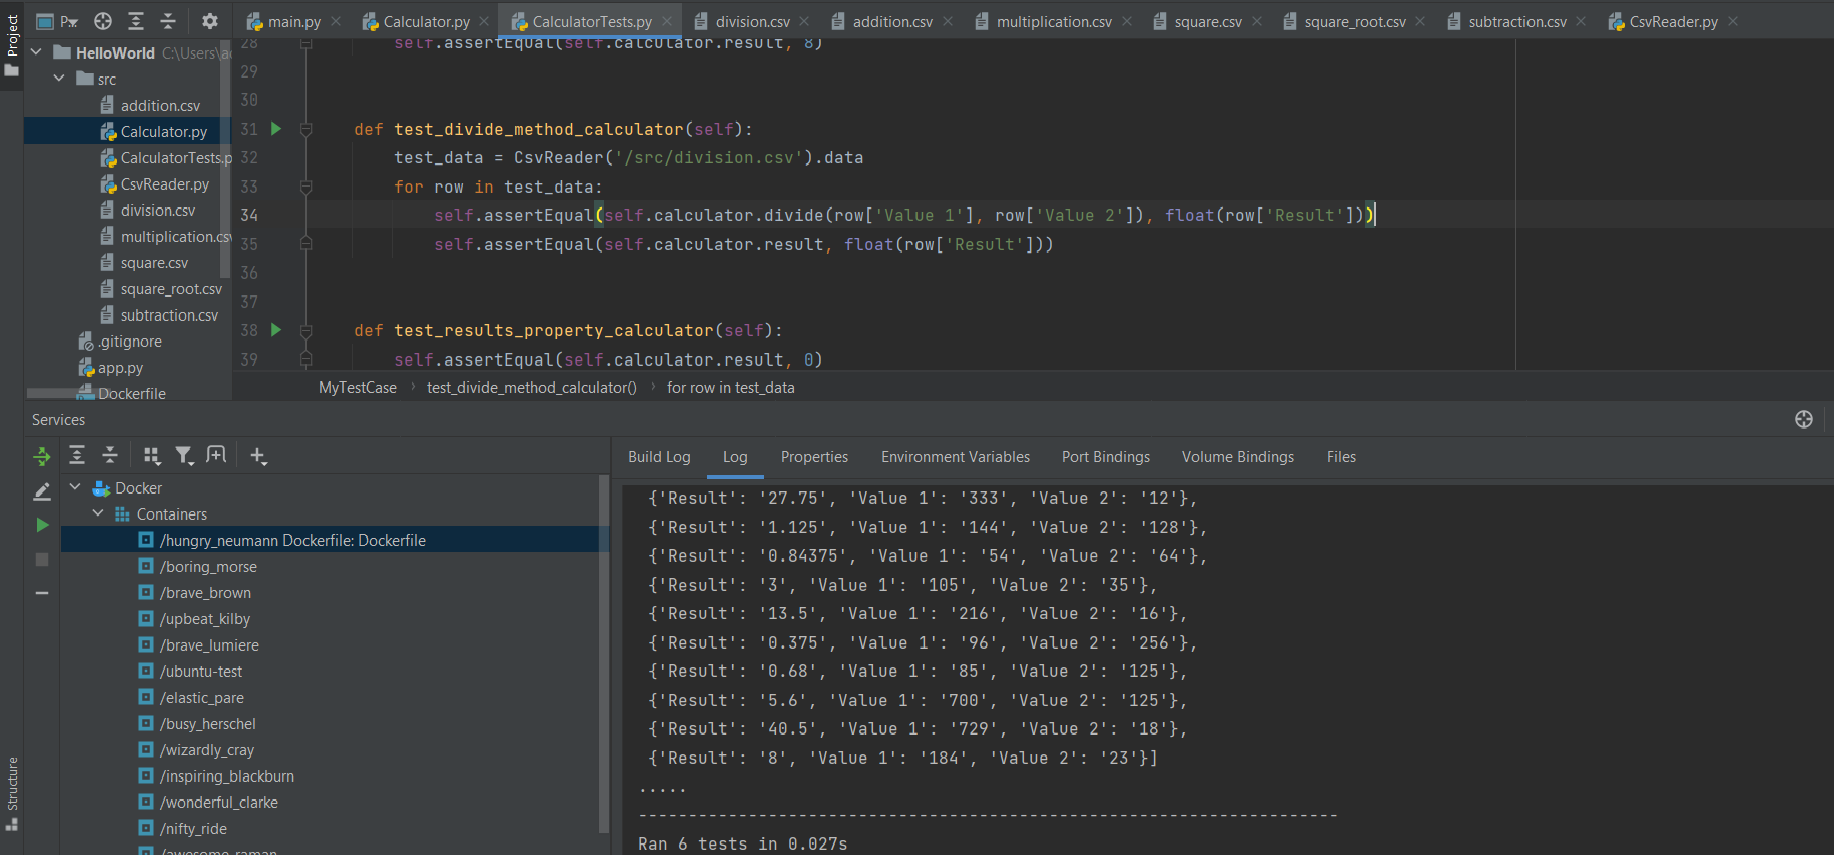 Project
P
main.py
Calculator.py
CalculatorTests.py
division.csv
addition.csv
multiplication.csv
square.csv
square_root.csv
subtraction.csv
CsvReader.py
HelloWorld C:\Users\
src
addition.csv
Calculator.py
CalculatorTests.p
CsvReader.py
division.csv
multiplication.csv
square.csv
square_root.csv
subtraction.csv
.gitignore
app.py
Dockerfile
28 self.assertEqual(self.calculator.result, 8)
29
30
31 def test_divide_method_calculator(self):
32 test_data = CsvReader('/src/division.csv').data
33 for row in test_data:
34 self.assertEqual(self.calculator.divide(row['Value 1'], row['Value 2']), float(row['Result']))
35 self.assertEqual(self.calculator.result, float(row['Result']))
36
37
38 def test_results_property_calculator(self):
39 self.assertEqual(self.calculator.result, 0)
MyTestCase › test_divide_method_calculator() › for row in test_data
Services
Docker
Containers
/hungry_neumann Dockerfile: Dockerfile
/boring_morse
/brave_brown
/upbeat_kilby
/brave_lumiere
/ubuntu-test
/elastic_pare
/busy_herschel
/wizardly_cray
/inspiring_blackburn
/wonderful_clarke
/nifty_ride
/awesome_raman
Build Log Log Properties Environment Variables Port Bindings Volume Bindings Files
{'Result': '27.75', 'Value 1': '333', 'Value 2': '12'},
{'Result': '1.125', 'Value 1': '144', 'Value 2': '128'},
{'Result': '0.84375', 'Value 1': '54', 'Value 2': '64'},
{'Result': '3', 'Value 1': '105', 'Value 2': '35'},
{'Result': '13.5', 'Value 1': '216', 'Value 2': '16'},
{'Result': '0.375', 'Value 1': '96', 'Value 2': '256'},
{'Result': '0.68', 'Value 1': '85', 'Value 2': '125'},
{'Result': '5.6', 'Value 1': '700', 'Value 2': '125'},
{'Result': '40.5', 'Value 1': '729', 'Value 2': '18'},
{'Result': '8', 'Value 1': '184', 'Value 2': '23'}]
.....
----------------------------------------------------------------------
Ran 6 tests in 0.027s
Structure